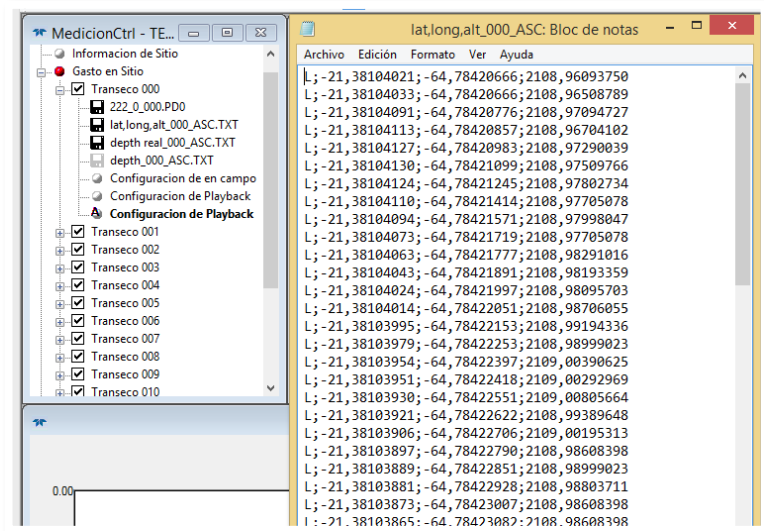 MedicionCtrl - TE...
Informacion de Sitio
Gasto en Sitio
Transeco 000
222_0_000.PD0
lat,long,alt_000_ASC.TXT
depth real_000_ASC.TXT
depth_000_ASC.TXT
Configuracion de en campo
Configuracion de Playback
Configuracion de Playback
Transeco 001
Transeco 002
Transeco 003
Transeco 004
Transeco 005
Transeco 006
Transeco 007
Transeco 008
Transeco 009
Transeco 010
0.00
lat,long,alt_000_ASC: Bloc de notas
Archivo Edición Formato Ver Ayuda
L;-21,38104021;-64,78420666;2108,96093750
L;-21,38104033;-64,78420666;2108,96508789
L;-21,38104091;-64,78420776;2108,97094727
L;-21,38104113;-64,78420857;2108,96704102
L;-21,38104127;-64,78420983;2108,97290039
L;-21,38104130;-64,78421099;2108,97509766
L;-21,38104124;-64,78421245;2108,97802734
L;-21,38104110;-64,78421414;2108,97705078
L;-21,38104094;-64,78421571;2108,97998047
L;-21,38104073;-64,78421719;2108,97705078
L;-21,38104063;-64,78421777;2108,98291016
L;-21,38104043;-64,78421891;2108,98193359
L;-21,38104024;-64,78421997;2108,98095703
L;-21,38104014;-64,78422051;2108,98706055
L;-21,38103995;-64,78422153;2108,99194336
L;-21,38103979;-64,78422253;2108,98999023
L;-21,38103954;-64,78422397;2109,00390625
L;-21,38103951;-64,78422418;2109,00292969
L;-21,38103930;-64,78422551;2109,00805664
L;-21,38103921;-64,78422622;2108,99389648
L;-21,38103906;-64,78422706;2109,00195313
L;-21,38103897;-64,78422790;2108,98608398
L;-21,38103889;-64,78422851;2108,98999023
L;-21,38103881;-64,78422928;2108,98803711
L;-21,38103873;-64,78423007;2108,98608398
L;-21,38103865;-64,78423082;2108,98608398